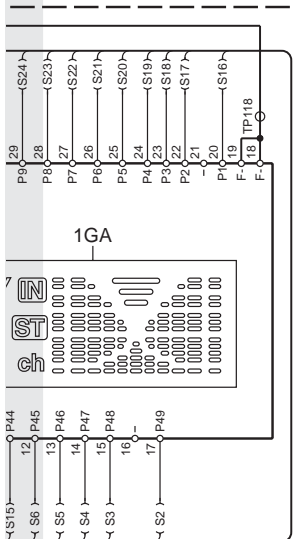 (S24)
(S23)
(S22)
(S21)
(S20)
(S19)
(S18)
(S17)
(S16)
TP118
29
28
27
26
25
24
23
22
21
20
19
18
P9
P8
P7
P6
P5
P4
P3
P2
–
P1
F-
F-
1GA
IN
ST
ch
P44
P45
P46
P47
P48
–
P49
12
13
14
15
16
17
(S15)
(S6)
(S5)
(S4)
(S3)
(S2)